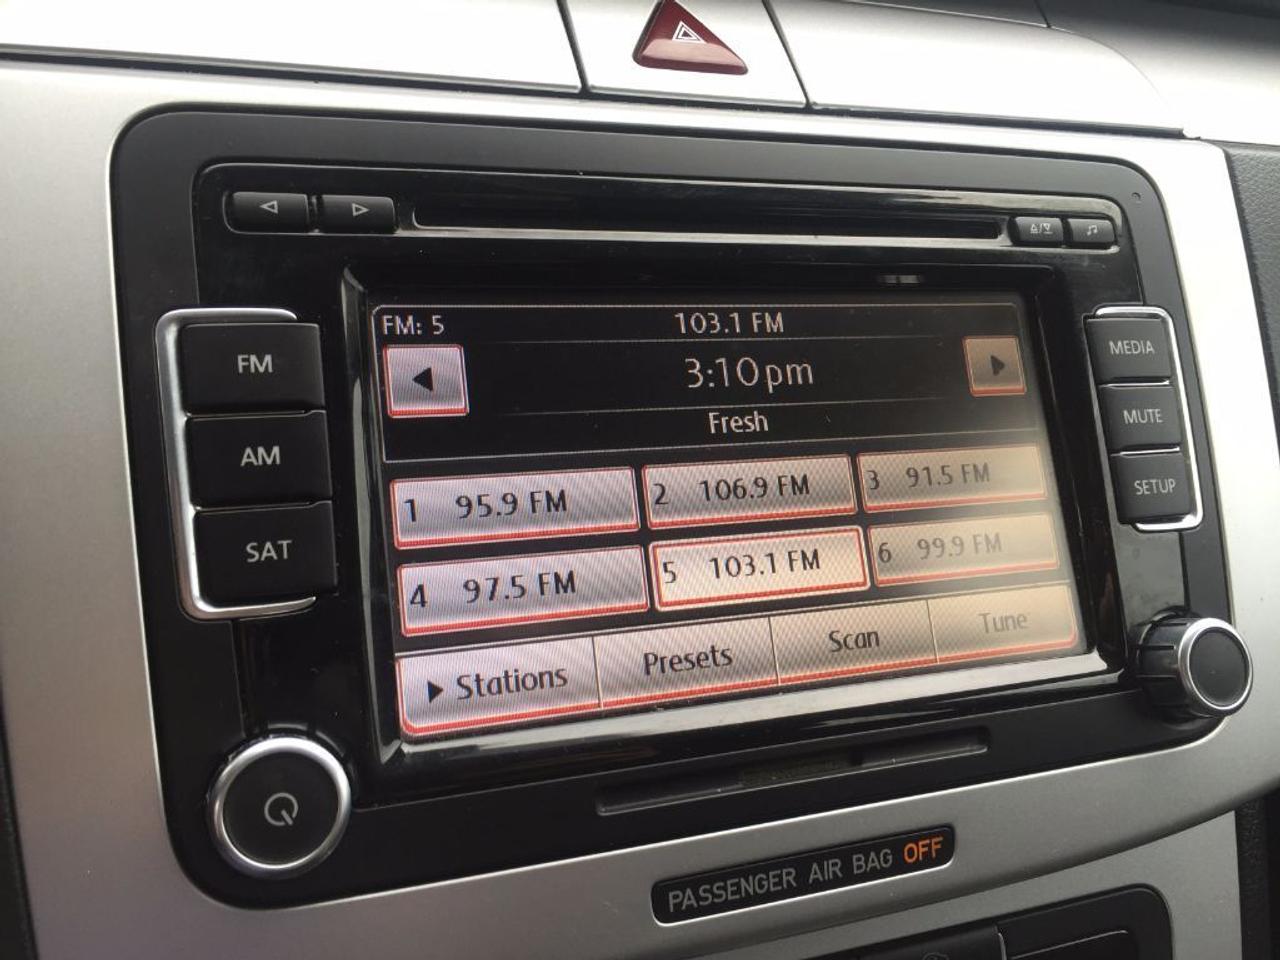 FM: 5
103.1 FM
3:10pm
Fresh
1 95.9 FM
2 106.9 FM
3 91.5 FM
4 97.5 FM
5 103.1 FM
6 99.9 FM
Stations
Presets
Scan
Tune
FM
AM
SAT
MEDIA
MUTE
SETUP
PASSENGER AIR BAG OFF